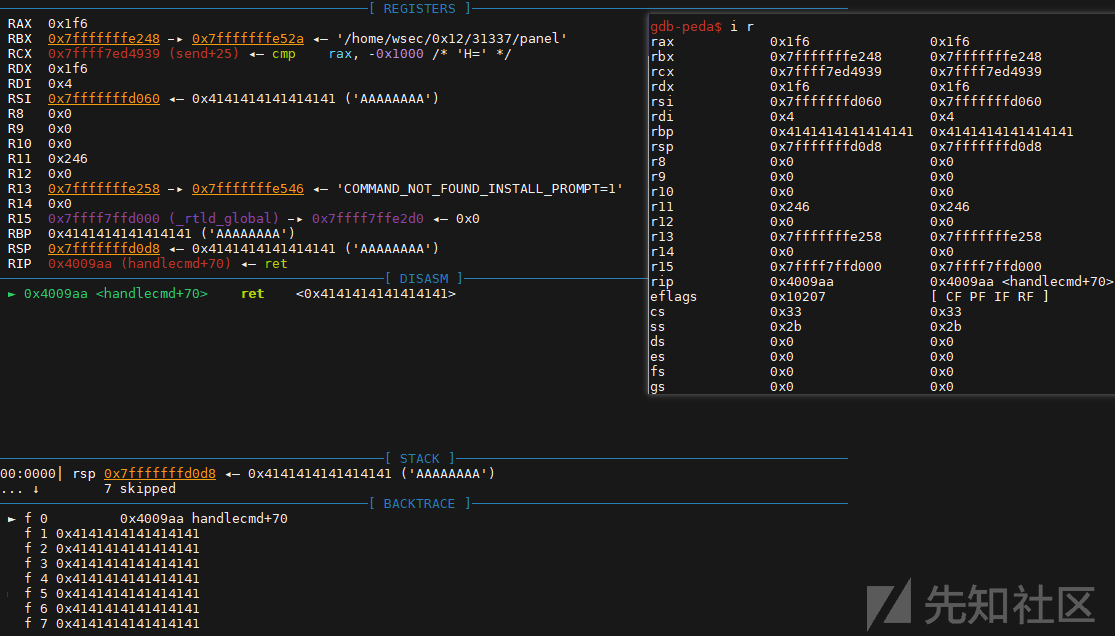 [ REGISTERS ]
RAX 0x1f6
RBX 0x7fffffffe248 —▸ 0x7fffffffe52a ◂— '/home/wsec/0x12/31337/panel'
RCX 0x7ffff7ed4939 (send+25) ◂— cmp rax, -0x1000 /* 'H=' */
RDX 0x1f6
RDI 0x4
RSI 0x7fffffffd060 ◂— 0x4141414141414141 ('AAAAAAAA')
R8 0x0
R9 0x0
R10 0x0
R11 0x246
R12 0x0
R13 0x7fffffffe258 —▸ 0x7fffffffe546 ◂— 'COMMAND_NOT_FOUND_INSTALL_PROMPT=1'
R14 0x0
R15 0x7ffff7ffd000 (_rtld_global) —▸ 0x7ffff7ffe2d0 ◂— 0x0
RBP 0x4141414141414141 ('AAAAAAAA')
RSP 0x7fffffffd0d8 ◂— 0x4141414141414141 ('AAAAAAAA')
RIP 0x4009aa (handlecmd+70) ◂— ret
[ DISASM ]
► 0x4009aa <handlecmd+70> ret <0x4141414141414141>
[ STACK ]
00:0000│ rsp 0x7fffffffd0d8 ◂— 0x4141414141414141 ('AAAAAAAA')
... ↓ 7 skipped
[ BACKTRACE ]
► f 0 0x4009aa handlecmd+70
f 1 0x4141414141414141
f 2 0x4141414141414141
f 3 0x4141414141414141
f 4 0x4141414141414141
f 5 0x4141414141414141
f 6 0x4141414141414141
f 7 0x4141414141414141
gdb-peda$ i r
rax 0x1f6 0x1f6
rbx 0x7fffffffe248 0x7fffffffe248
rcx 0x7ffff7ed4939 0x7ffff7ed4939
rdx 0x1f6 0x1f6
rsi 0x7fffffffd060 0x7fffffffd060
rdi 0x4 0x4
rbp 0x4141414141414141 0x4141414141414141
rsp 0x7fffffffd0d8 0x7fffffffd0d8
r8 0x0 0x0
r9 0x0 0x0
r10 0x0 0x0
r11 0x246 0x246
r12 0x0 0x0
r13 0x7fffffffe258 0x7fffffffe258
r14 0x0 0x0
r15 0x7ffff7ffd000 0x7ffff7ffd000
rip 0x4009aa 0x4009aa <handlecmd+70>
eflags 0x10207 [ CF PF IF RF ]
cs 0x33 0x33
ss 0x2b 0x2b
ds 0x0 0x0
es 0x0 0x0
fs 0x0 0x0
gs 0x0 0x0
先知社区